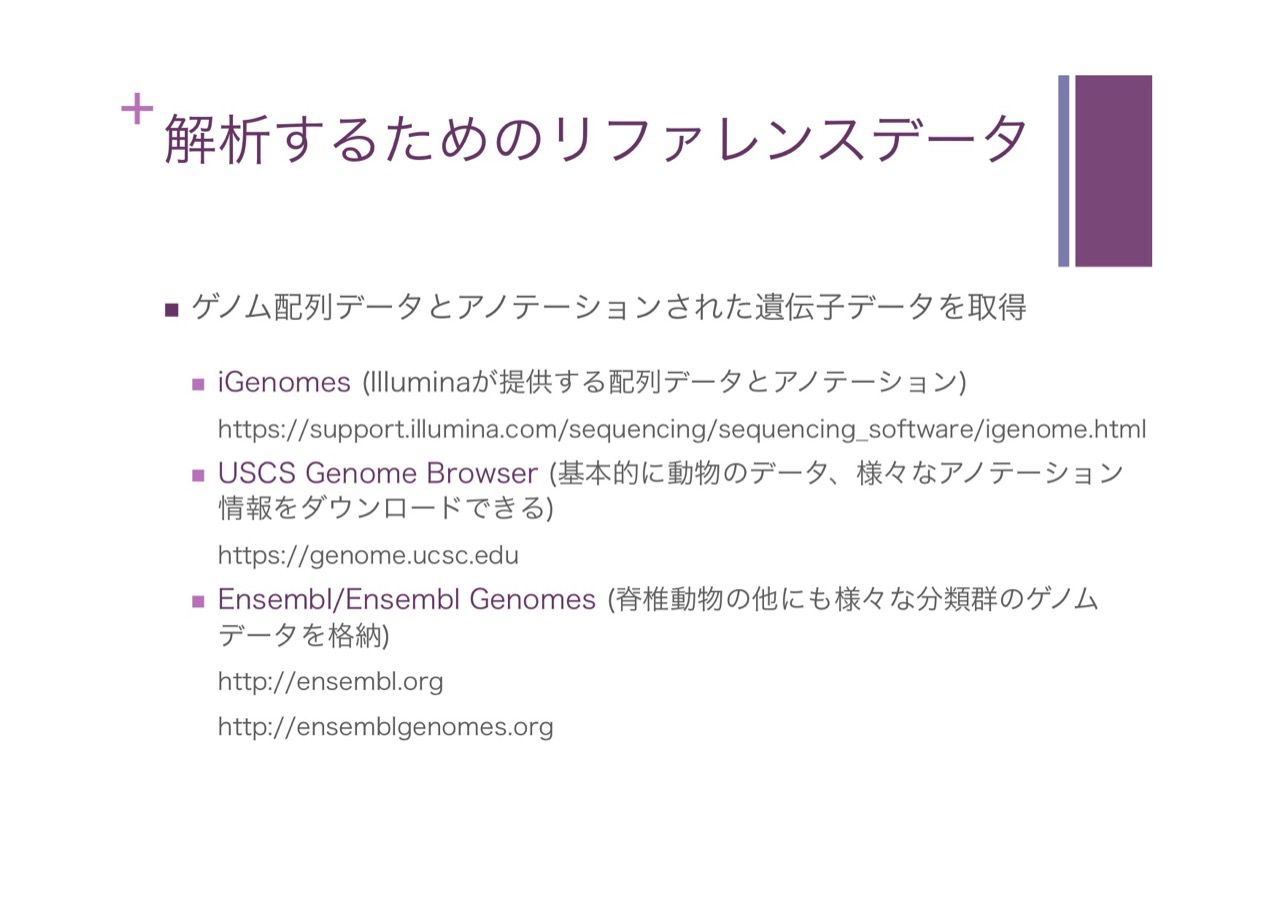 +
解析するためのリファレンスデータ
■ ゲノム配列データとアノテーションされた遺伝子データを取得
■ iGenomes (Illuminaが提供する配列データとアノテーション)
https://support.illumina.com/sequencing/sequencing_software/igenome.html
■ USCS Genome Browser (基本的に動物のデータ、様々なアノテーション
情報をダウンロードできる)
https://genome.ucsc.edu
■ Ensembl/Ensembl Genomes (脊椎動物の他にも様々な分類群のゲノム
データを格納)
http://ensembl.org
http://ensemblgenomes.org